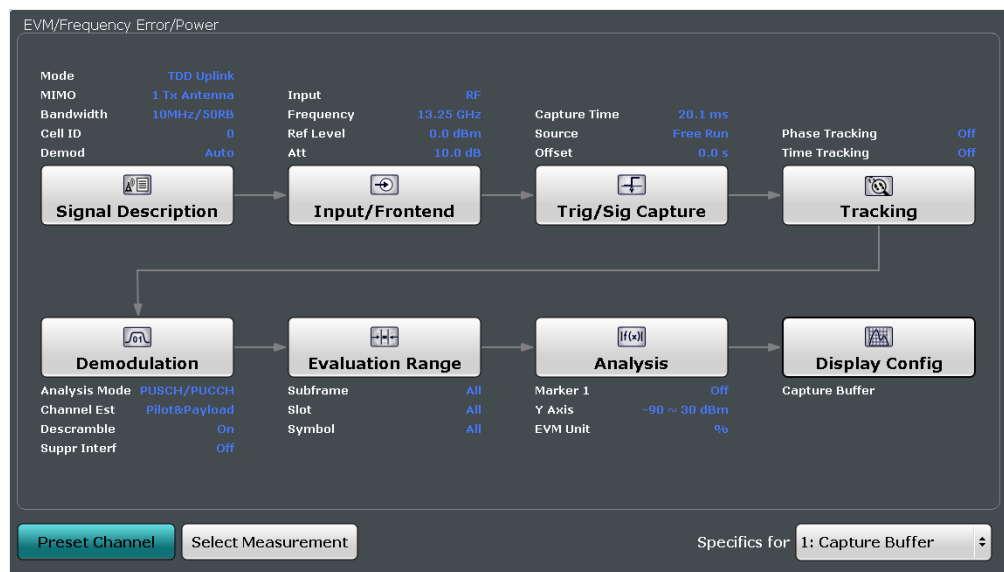 EVM/Frequency Error/Power
Mode TDD Uplink
MIMO 1 Tx Antenna
Bandwidth 10MHz/50RB
Cell ID 0
Demod Auto
Signal Description
Input RF
Frequency 13.25 GHz
Ref Level 0.0 dBm
Att 10.0 dB
Input/Frontend
Capture Time 20.1 ms
Source Free Run
Offset 0.0 s
Trig/Sig Capture
Phase Tracking Off
Time Tracking Off
Tracking
Demodulation
Analysis Mode PUSCH/PUCCH
Channel Est Pilot&Payload
Descramble On
Suppr Interf Off
Evaluation Range
Subframe All
Slot All
Symbol All
|f(x)|
Analysis
Marker 1 Off
Y Axis -90 ~ 30 dBm
EVM Unit %
Display Config
Capture Buffer
Preset Channel
Select Measurement
Specifics for 1: Capture Buffer